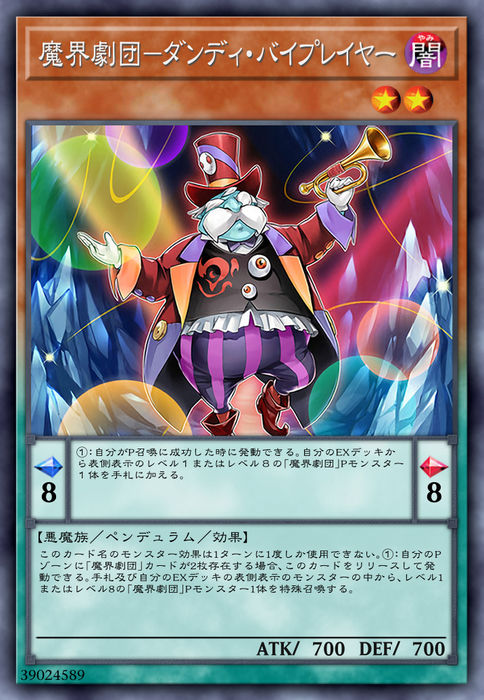 魔界劇団－ダンディ・バイプレイヤー
やみ
闇
①：自分がP召喚に成功した時に発動できる。自分のEXデッキか
ら表側表示のレベル１またはレベル８の「魔界劇団」Pモンスター
１体を手札に加える。
8
8
【悪魔族／ペンデュラム／効果】
このカード名のモンスター効果は1ターンに1度しか使用できない。①：自分のP
ゾーンに「魔界劇団」カードが2枚存在する場合、このカードをリリースして発
動できる。手札及び自分のEXデッキの表側表示のモンスターの中から、レベル1
またはレベル8の「魔界劇団」Pモンスター1体を特殊召喚する。
ATK/ 700 DEF/ 700
39024589